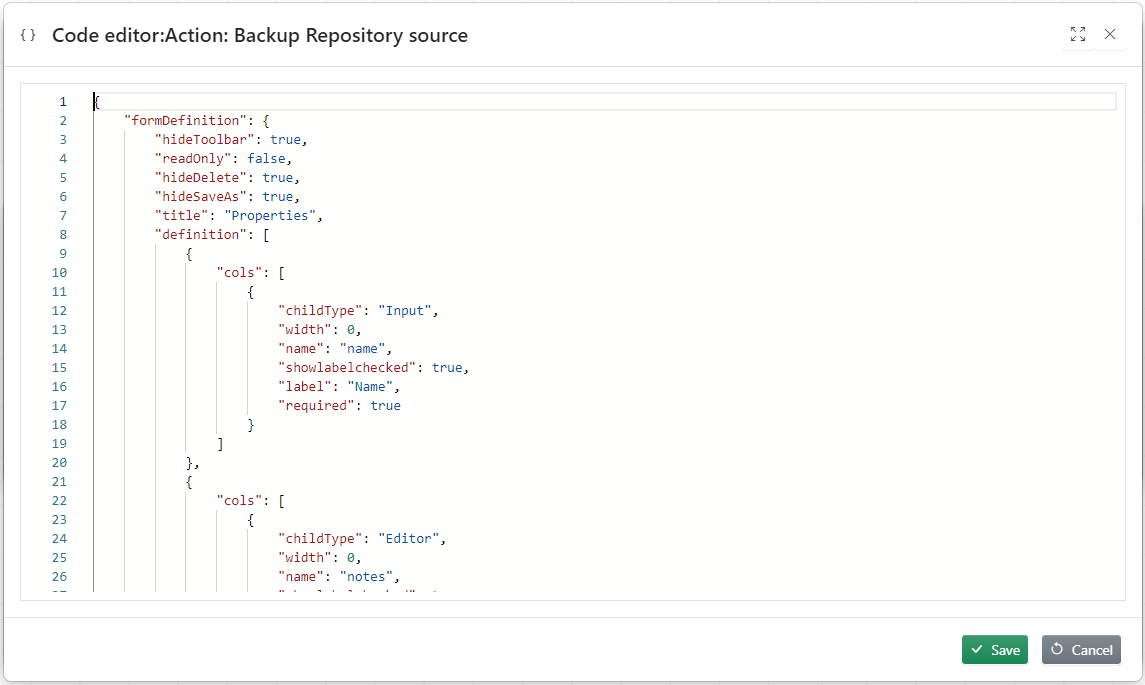 {} Code editor:Action: Backup Repository source
1 {
2 "formDefinition": {
3 "hideToolbar": true,
4 "readOnly": false,
5 "hideDelete": true,
6 "hideSaveAs": true,
7 "title": "Properties",
8 "definition": [
9 {
10 "cols": [
11 {
12 "childType": "Input",
13 "width": 0,
14 "name": "name",
15 "showlabelchecked": true,
16 "label": "Name",
17 "required": true
18 }
19 ]
20 },
21 {
22 "cols": [
23 {
24 "childType": "Editor",
25 "width": 0,
26 "name": "notes",
Save Cancel